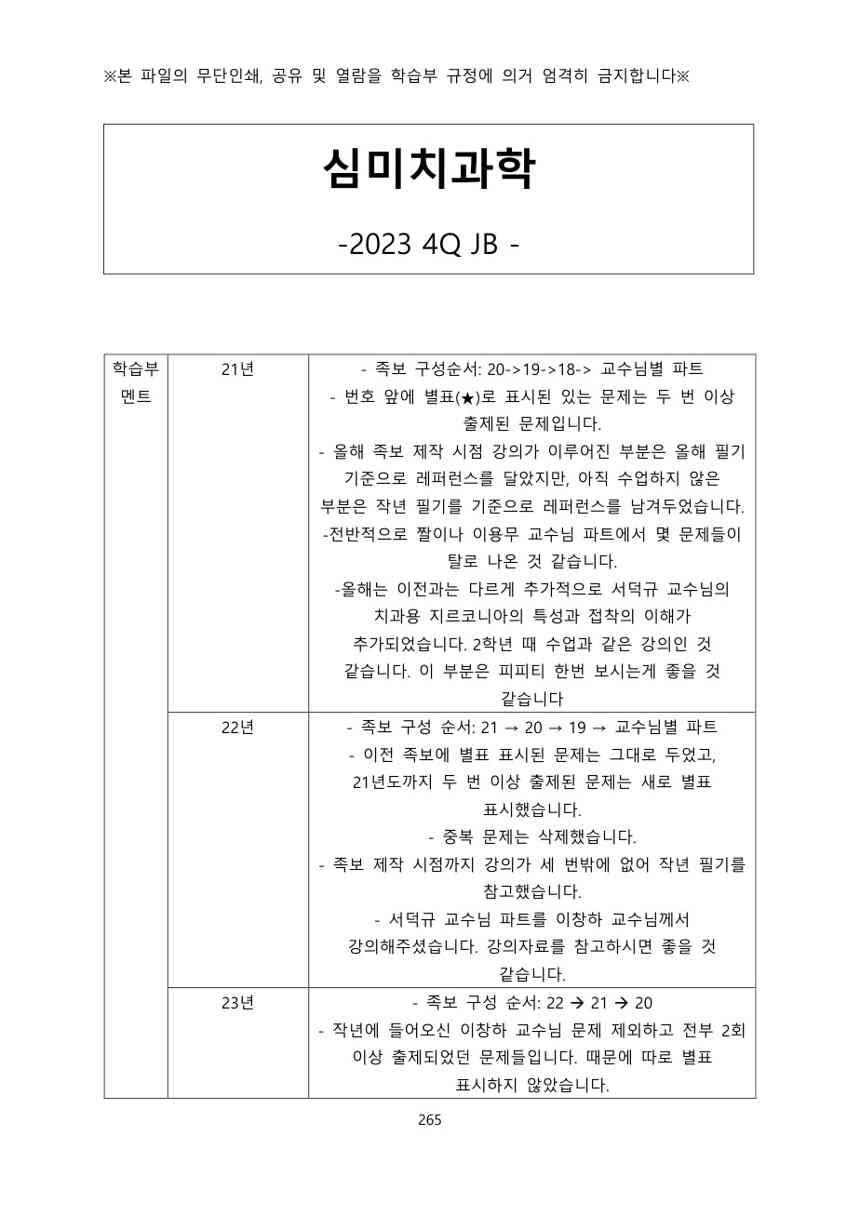 ※본 파일의 무단인쇄, 공유 및 열람을 학습부 규정에 의거 엄격히 금지합니다※
심미치과학
-2023 4Q JB -
학습부
멘트
21년
- 족보 구성순서: 20->19->18-> 교수님별 파트
- 번호 앞에 별표(★)로 표시된 있는 문제는 두 번 이상
출제된 문제입니다.
- 올해 족보 제작 시점 강의가 이루어진 부분은 올해 필기
기준으로 레퍼런스를 달았지만, 아직 수업하지 않은
부분은 작년 필기를 기준으로 레퍼런스를 남겨두었습니다.
-전반적으로 짤이나 이용무 교수님 파트에서 몇 문제들이
탈로 나온 것 같습니다.
-올해는 이전과는 다르게 추가적으로 서덕규 교수님의
치과용 지르코니아의 특성과 접착의 이해가
추가되었습니다. 2학년 때 수업과 같은 강의인 것
같습니다. 이 부분은 피피티 한번 보시는게 좋을 것
같습니다
22년
- 족보 구성 순서: 21 → 20 → 19 → 교수님별 파트
- 이전 족보에 별표 표시된 문제는 그대로 두었고,
21년도까지 두 번 이상 출제된 문제는 새로 별표
표시했습니다.
- 중복 문제는 삭제했습니다.
- 족보 제작 시점까지 강의가 세 번밖에 없어 작년 필기를
참고했습니다.
- 서덕규 교수님 파트를 이창하 교수님께서
강의해주셨습니다. 강의자료를 참고하시면 좋을 것
같습니다.
23년
- 족보 구성 순서: 22 → 21 → 20
- 작년에 들어오신 이창하 교수님 문제 제외하고 전부 2회
이상 출제되었던 문제들입니다. 때문에 따로 별표
표시하지 않았습니다.
265